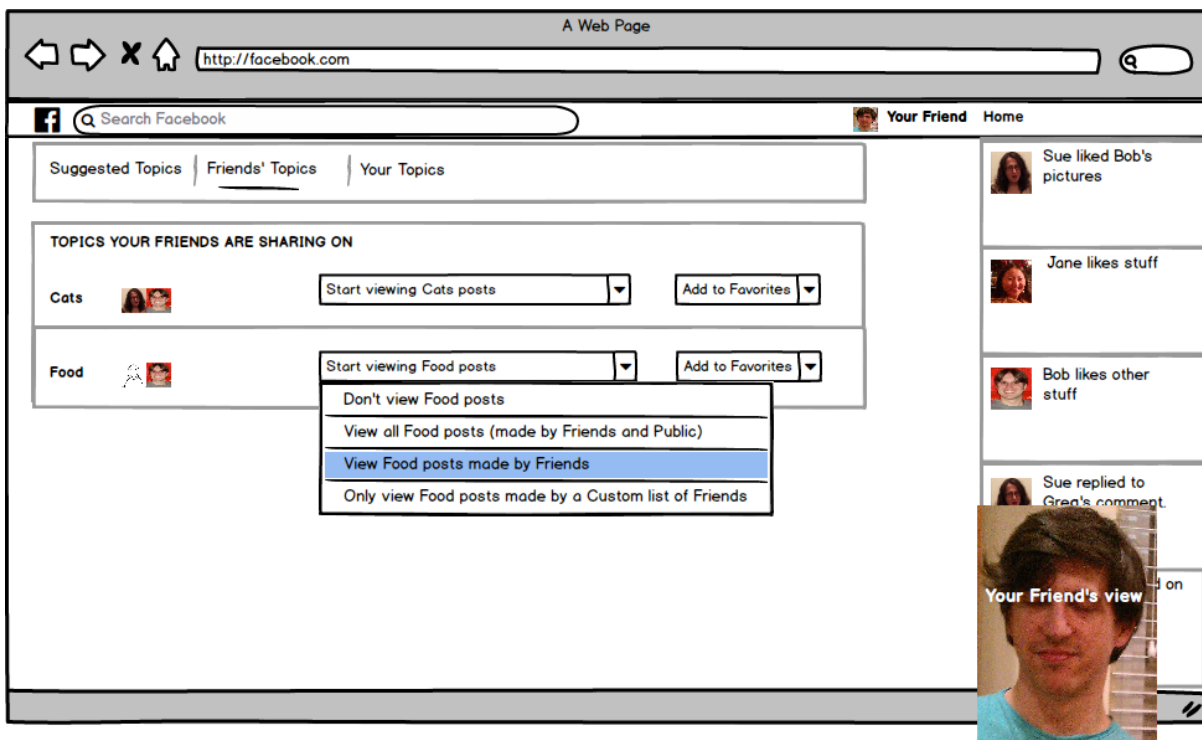 A Web Page
http://facebook.com
f
Search Facebook
Your Friend
Home
Suggested Topics
Friends' Topics
Your Topics
TOPICS YOUR FRIENDS ARE SHARING ON
Cats
Start viewing Cats posts
Add to Favorites
Food
Start viewing Food posts
Add to Favorites
Don't view Food posts
View all Food posts (made by Friends and Public)
View Food posts made by Friends
Only view Food posts made by a Custom list of Friends
Sue liked Bob's
pictures
Jane likes stuff
Bob likes other
stuff
Sue replied to
Greg's comment.
on
Your Friend's view